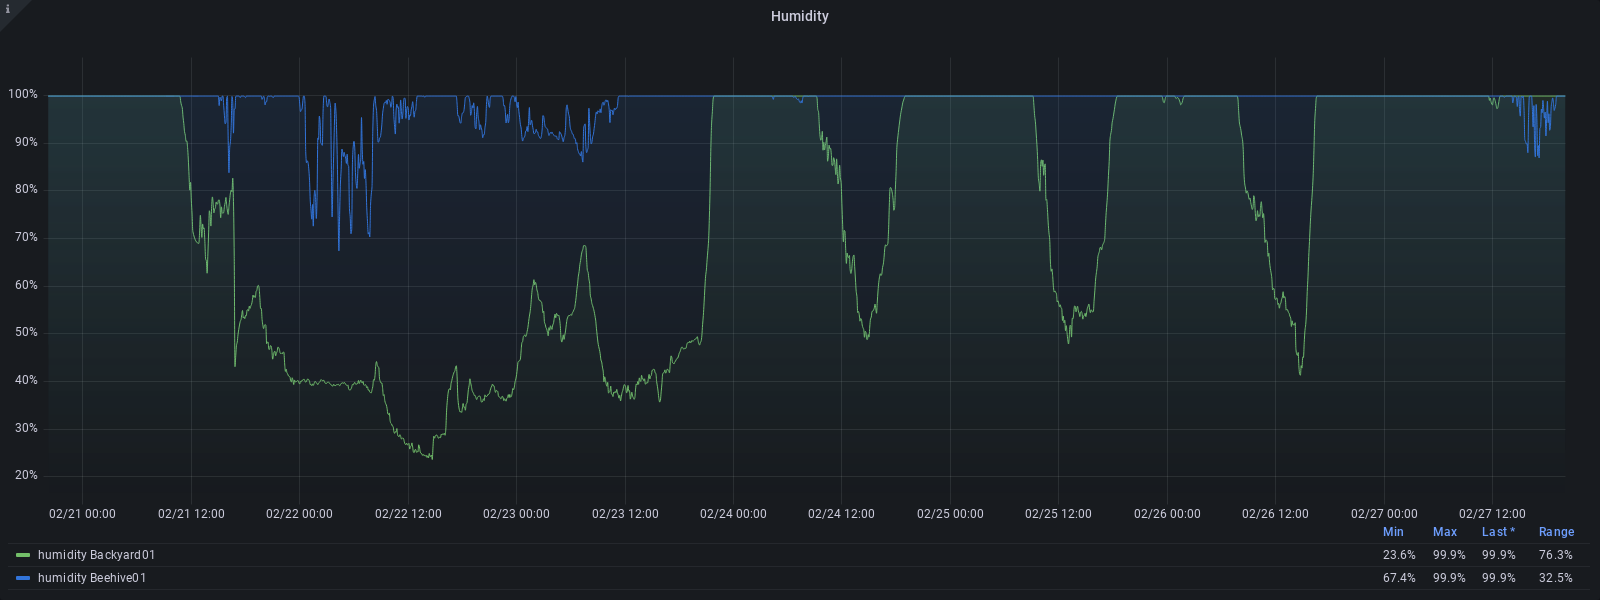 i
Humidity
100%
90%
80%
70%
60%
50%
40%
30%
20%
02/21 00:00 02/21 12:00 02/22 00:00 02/22 12:00 02/23 00:00 02/23 12:00 02/24 00:00 02/24 12:00 02/25 00:00 02/25 12:00 02/26 00:00 02/26 12:00 02/27 00:00 02/27 12:00
Min Max Last * Range
humidity Backyard01 23.6% 99.9% 99.9% 76.3%
humidity Beehive01 67.4% 99.9% 99.9% 32.5%